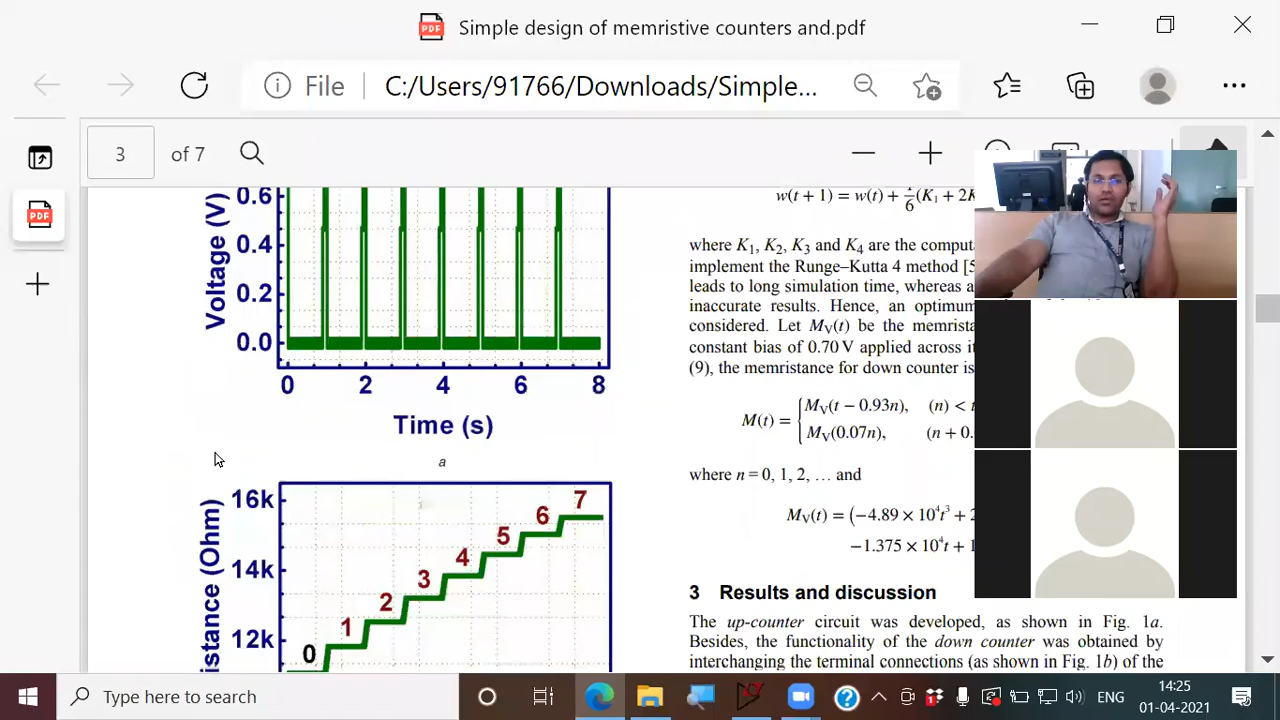 Simple design of memristive counters and.pdf
File C:/Users/91766/Downloads/Simple...
3 of 7
0.6
0.4
0.2
0.0
Voltage (V)
0 2 4 6 8
Time (s)
a
16k
14k
12k
istance (Ohm)
0
1
2
3
4
5
6
7
w(t + 1) = w(t) + 1/6(K₁ + 2K
where K₁, K₂, K₃ and K₄ are the comput
implement the Runge–Kutta 4 method [5
leads to long simulation time, whereas a
inaccurate results. Hence, an optimum
considered. Let Mᵥ(t) be the memrista
constant bias of 0.70 V applied across i
(9), the memristance for down counter is
M(t) = { Mᵥ(t − 0.93n), (n) < t
Mᵥ(0.07n), (n + 0.
where n = 0, 1, 2, … and
Mᵥ(t) = (−4.89 × 10⁴t³ + 2
−1.375 × 10⁴t + 1
3 Results and discussion
The up-counter circuit was developed, as shown in Fig. 1a.
Besides, the functionality of the down counter was obtained by
interchanging the terminal connections (as shown in Fig. 1b) of the
Type here to search
ENG
14:25
01-04-2021